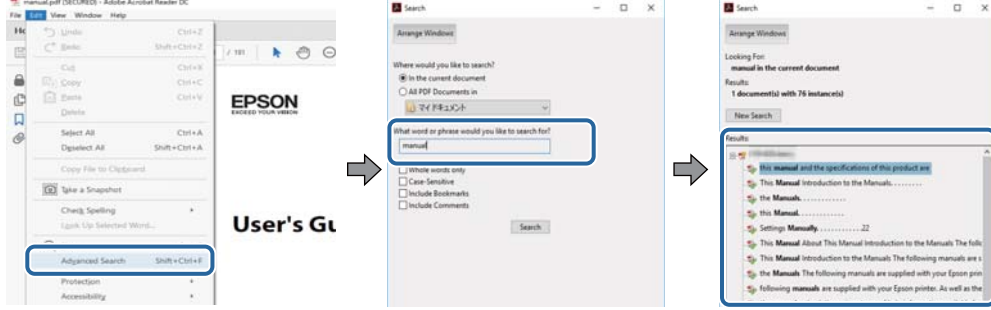 manual.pdf (SECURED) - Adobe Acrobat Reader DC
File Edit View Window Help
Undo Ctrl+Z
Redo Shift+Ctrl+Z
Cut Ctrl+X
Copy Ctrl+C
Paste Ctrl+V
Delete
Select All Ctrl+A
Deselect All Shift+Ctrl+A
Copy File to Clipboard
Take a Snapshot
Check Spelling
Look Up Selected Word...
Advanced Search Shift+Ctrl+F
Protection
Accessibility
/ 181
EPSON
EXCEED YOUR VISION
User's Gu
Search
Arrange Windows
Where would you like to search?
In the current document
All PDF Documents in
マイ ドキュメント
What word or phrase would you like to search for?
manual
Whole words only
Case-Sensitive
Include Bookmarks
Include Comments
Search
Search
Arrange Windows
Looking For:
manual in the current document
Results:
1 document(s) with 76 instance(s)
New Search
Results:
this manual and the specifications of this product are
This Manual Introduction to the Manuals.........
the Manuals.............
this Manual.............
Settings Manually............22
This Manual About This Manual Introduction to the Manuals The follo
This Manual Introduction to the Manuals The following manuals are s
the Manuals The following manuals are supplied with your Epson prin
following manuals are supplied with your Epson printer. As well as the